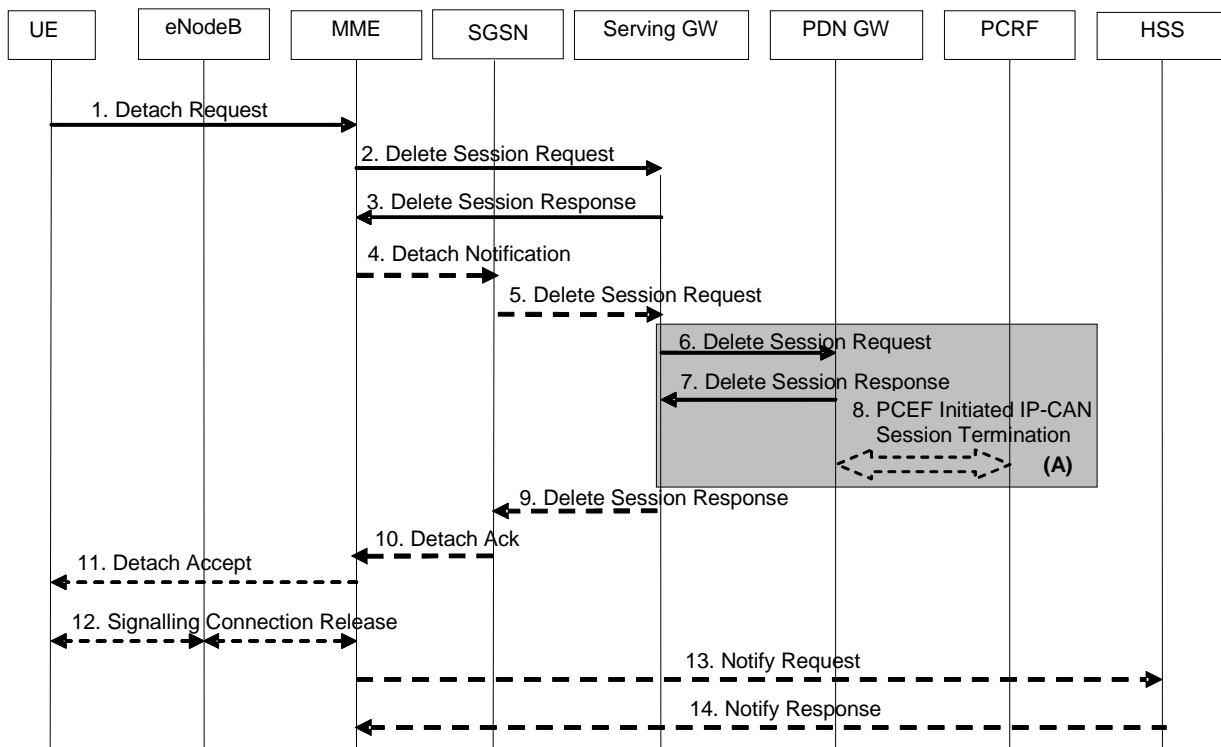 UE
eNodeB
MME
SGSN
Serving GW
PDN GW
PCRF
HSS
1. Detach Request
2. Delete Session Request
3. Delete Session Response
4. Detach Notification
5. Delete Session Request
6. Delete Session Request
7. Delete Session Response
8. PCEF Initiated IP-CAN
Session Termination
(A)
9. Delete Session Response
10. Detach Ack
11. Detach Accept
12. Signalling Connection Release
13. Notify Request
14. Notify Response